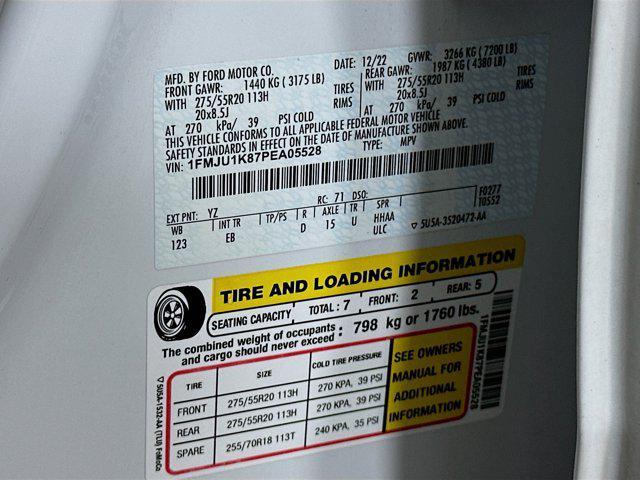 MFD. BY FORD MOTOR CO. 12/22 GVWR: 3266 KG ( 7200 LB)
FRONT GAWR: 1440 KG ( 3175 LB) REAR GAWR: 1987 KG ( 4380 LB)
WITH 275/55R20 113H TIRES WITH 275/55R20 113H TIRES
20x8.5J RIMS 20x8.5J RIMS
AT 270 kPa/ 39 PSI COLD AT 270 kPa/ 39 PSI COLD
THIS VEHICLE CONFORMS TO ALL APPLICABLE FEDERAL MOTOR VEHICLE
SAFETY STANDARDS IN EFFECT ON THE DATE OF MANUFACTURE SHOWN ABOVE.
VIN: 1FMJU1K87PEA05528 TYPE: MPV
F0277
T0552
EXT PNT: YZ RC: 71 DSO:
WB INT TR TP/PS R AXLE TR SPR
123 EB D 15 U HHAA
ULC
5U5A-3S20472-AA
TIRE AND LOADING INFORMATION
SEATING CAPACITY TOTAL : 7 FRONT: 2 REAR: 5
The combined weight of occupants and cargo should never exceed : 798 kg or 1760 lbs.
TIRE SIZE COLD TIRE PRESSURE
FRONT 275/55R20 113H 270 KPA, 39 PSI
REAR 275/55R20 113H 270 KPA, 39 PSI
SPARE 255/70R18 113T 240 KPA, 35 PSI
SEE OWNERS
MANUAL FOR
ADDITIONAL
INFORMATION
5U5A-1532-AA (TLU) FoMoCo
1FMJU1K87PEA05528